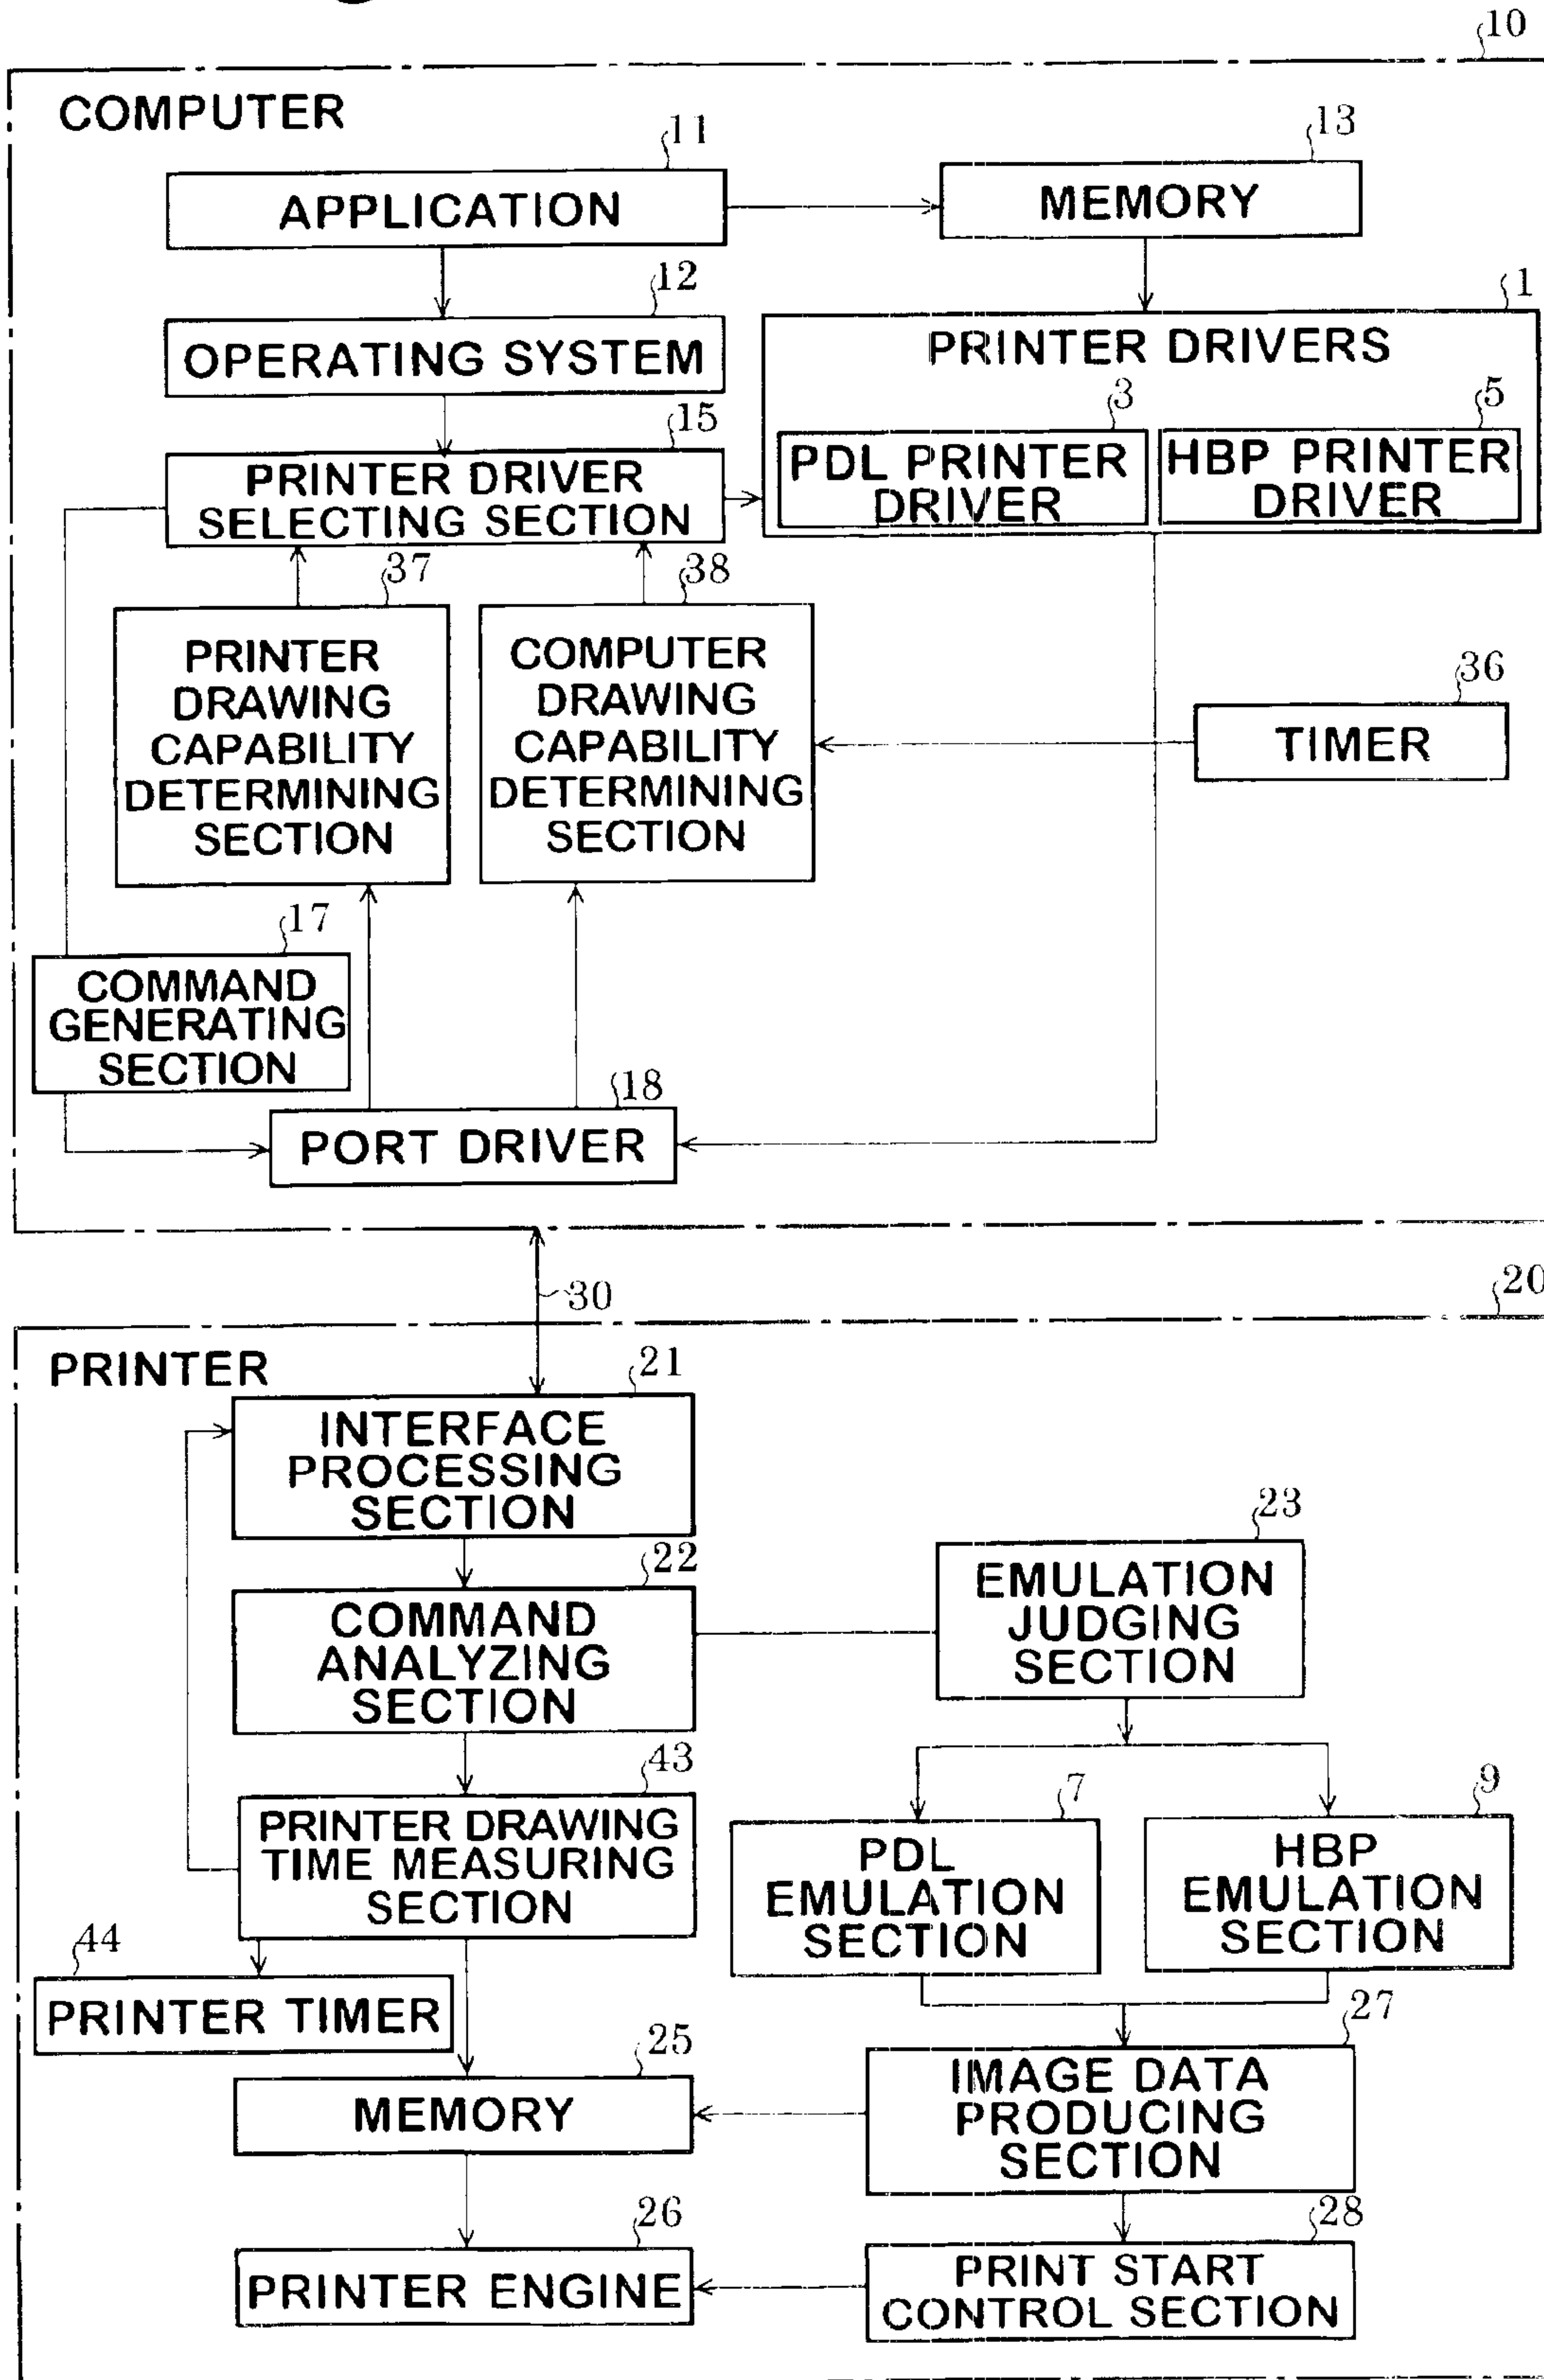 10
COMPUTER
11
APPLICATION
13
MEMORY
12
OPERATING SYSTEM
1
PRINTER DRIVERS
3
PDL PRINTER
DRIVER
5
HBP PRINTER
DRIVER
15
PRINTER DRIVER
SELECTING SECTION
37
PRINTER
DRAWING
CAPABILITY
DETERMINING
SECTION
38
COMPUTER
DRAWING
CAPABILITY
DETERMINING
SECTION
36
TIMER
17
COMMAND
GENERATING
SECTION
18
PORT DRIVER
30
20
PRINTER
21
INTERFACE
PROCESSING
SECTION
22
COMMAND
ANALYZING
SECTION
23
EMULATION
JUDGING
SECTION
43
PRINTER DRAWING
TIME MEASURING
SECTION
7
PDL
EMULATION
SECTION
9
HBP
EMULATION
SECTION
44
PRINTER TIMER
25
MEMORY
27
IMAGE DATA
PRODUCING
SECTION
26
PRINTER ENGINE
28
PRINT START
CONTROL SECTION